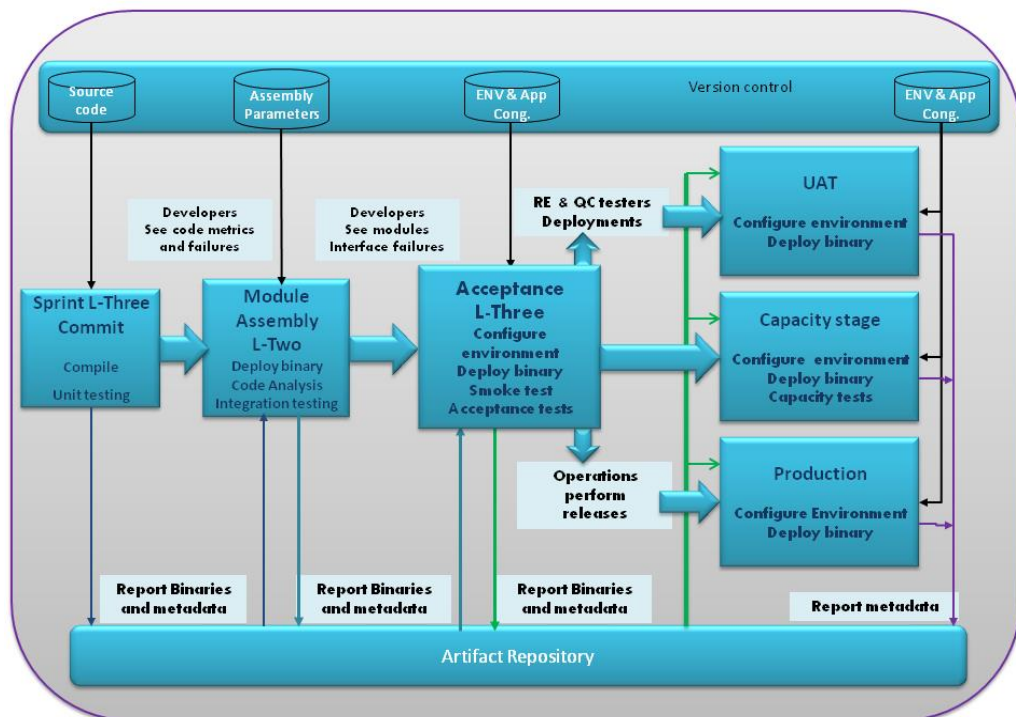 Source
code
Assembly
Parameters
ENV & App
Cong.
Version control
ENV & App
Cong.
Developers
See code metrics
and failures
Developers
See modules
Interface failures
RE & QC testers
Deployments
UAT
Configure environment
Deploy binary
Sprint L-Three
Commit
Compile
Unit testing
Module
Assembly
L-Two
Deploy binary
Code Analysis
Integration testing
Acceptance
L-Three
Configure
environment
Deploy binary
Smoke test
Acceptance tests
Capacity stage
Configure environment
Deploy binary
Capacity tests
Operations
perform
releases
Production
Configure Environment
Deploy binary
Report Binaries
and metadata
Report Binaries
and metadata
Report Binaries
and metadata
Report metadata
Artifact Repository